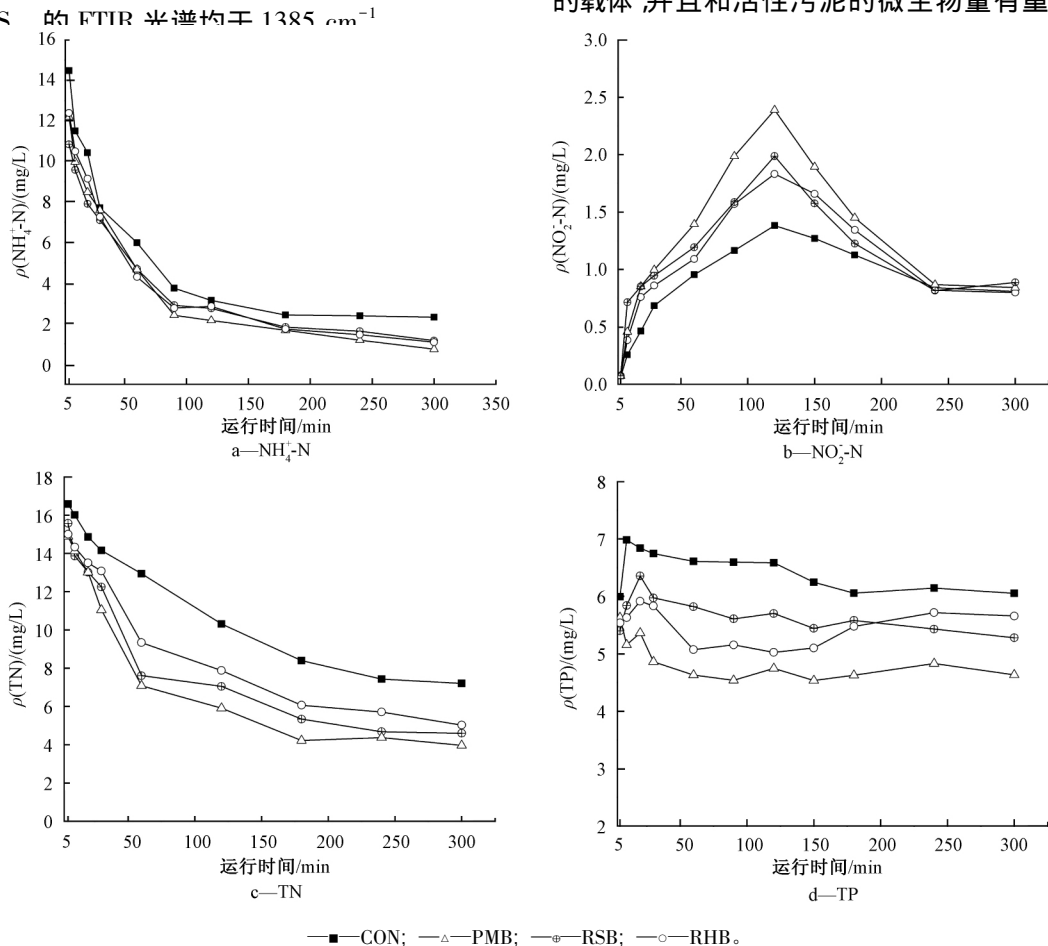 S 的 FTIR 光谱均于 1385 cm⁻¹
的载体,并且和活性污泥的微生物量有量
16
14
12
10
8
6
4
2
0
ρ(NH₄⁺-N)/(mg/L)
5 50 100 150 200 250 300 350
运行时间/min
a—NH₄⁺-N
3.0
2.5
2.0
1.5
1.0
0.5
0.0
ρ(NO₂⁻-N)/(mg/L)
5 50 100 150 200 250 300
运行时间/min
b—NO₂⁻-N
18
16
14
12
10
8
6
4
2
0
ρ(TN)/(mg/L)
5 50 100 150 200 250 300
运行时间/min
c—TN
8
7
6
5
4
3
2
ρ(TP)/(mg/L)
5 50 100 150 200 250 300
运行时间/min
d—TP
CON; PMB; RSB; RHB。